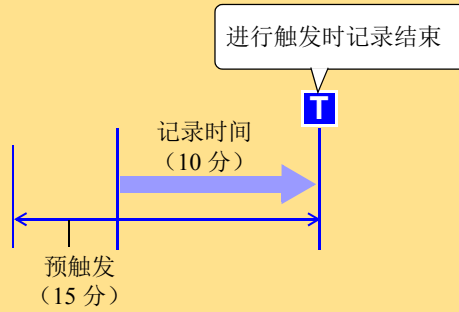 进行触发时记录结束
T
记录时间
（10 分）
预触发
（15 分）